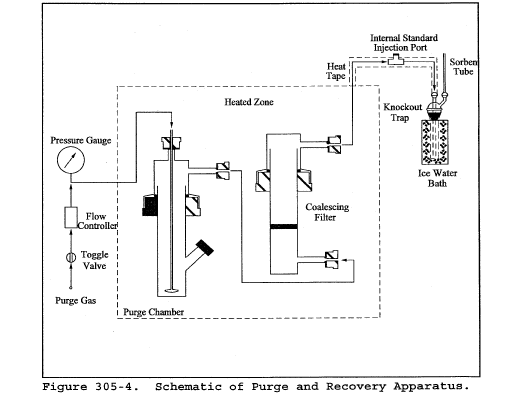 Internal Standard
Injection Port
Heat
Tape
Sorben
Tube
Heated Zone
Knockout
Trap
Pressure Gauge
Ice Water
Bath
Coalescing
Filter
Flow
Controller
Toggle
Valve
Purge Gas
Purge Chamber
Figure 305-4. Schematic of Purge and Recovery Apparatus.